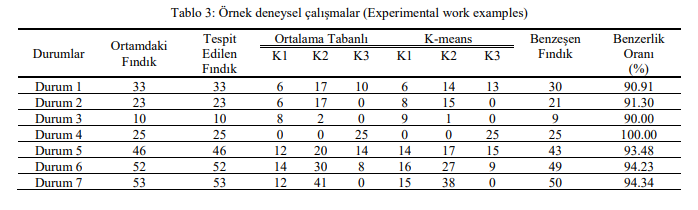 Tablo 3: Örnek deneysel çalışmalar (Experimental work examples)
Durumlar Ortamdaki Fındık Tespit Edilen Fındık Ortalama Tabanlı K-means Benzeşen Fındık Benzerlik Oranı (%)
K1 K2 K3 K1 K2 K3
Durum 1 33 33 6 17 10 6 14 13 30 90.91
Durum 2 23 23 6 17 0 8 15 0 21 91.30
Durum 3 10 10 8 2 0 9 1 0 9 90.00
Durum 4 25 25 0 0 25 0 0 25 25 100.00
Durum 5 46 46 12 20 14 14 17 15 43 93.48
Durum 6 52 52 14 30 8 16 27 9 49 94.23
Durum 7 53 53 12 41 0 15 38 0 50 94.34